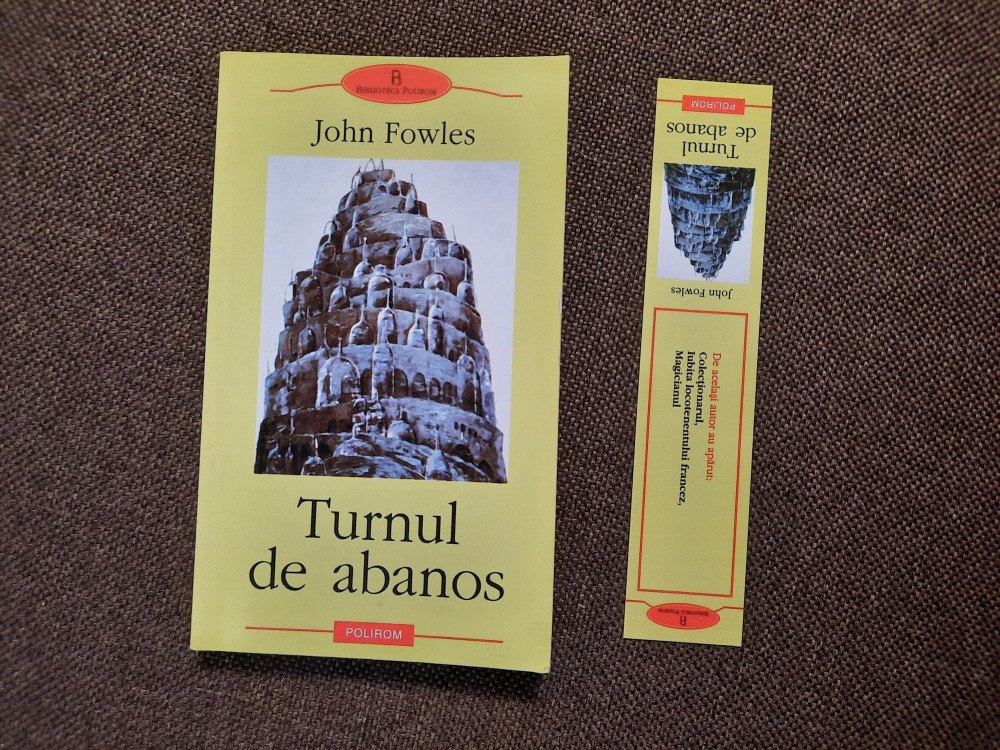 BIBLIOTECA POLIROM
John Fowles
Turnul
de abanos
POLIROM
POLIROM
Turnul
de abanos
John Fowles
De același autor au apărut:
Colecționarul,
Iubita locotenentului francez,
Magicianul
BIBLIOTECA POLIROM